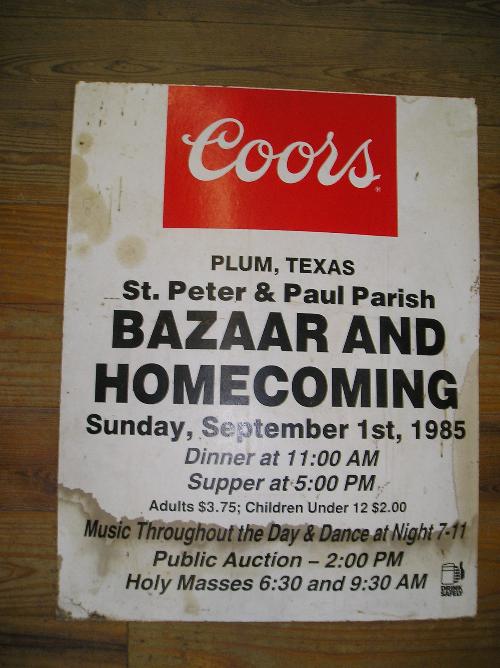 Coors®
PLUM, TEXAS
St. Peter & Paul Parish
BAZAAR AND
HOMECOMING
Sunday, September 1st, 1985
Dinner at 11:00 AM
Supper at 5:00 PM
Adults $3.75; Children Under 12 $2.00
Music Throughout the Day & Dance at Night 7-11
Public Auction – 2:00 PM
Holy Masses 6:30 and 9:30 AM
DRINK
SAFELY